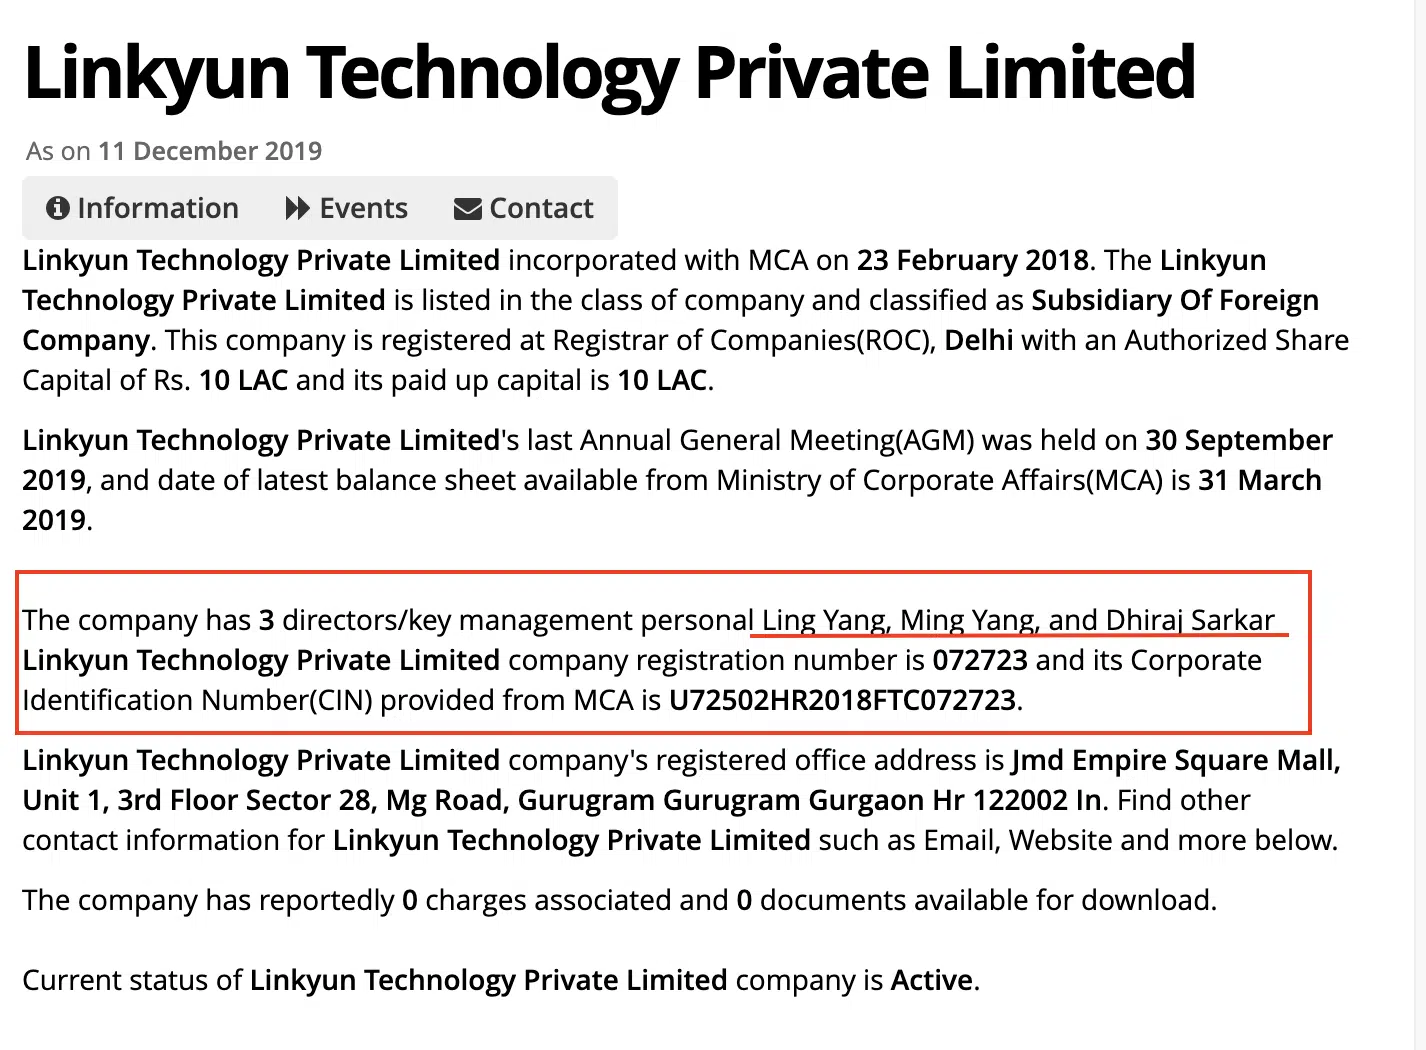 Linkyun Technology Private Limited
As on 11 December 2019
Information Events Contact
Linkyun Technology Private Limited incorporated with MCA on 23 February 2018. The Linkyun
Technology Private Limited is listed in the class of company and classified as Subsidiary Of Foreign
Company. This company is registered at Registrar of Companies(ROC), Delhi with an Authorized Share
Capital of Rs. 10 LAC and its paid up capital is 10 LAC.
Linkyun Technology Private Limited's last Annual General Meeting(AGM) was held on 30 September
2019, and date of latest balance sheet available from Ministry of Corporate Affairs(MCA) is 31 March
2019.
The company has 3 directors/key management personal Ling Yang, Ming Yang, and Dhiraj Sarkar
Linkyun Technology Private Limited company registration number is 072723 and its Corporate
Identification Number(CIN) provided from MCA is U72502HR2018FTC072723.
Linkyun Technology Private Limited company's registered office address is Jmd Empire Square Mall,
Unit 1, 3rd Floor Sector 28, Mg Road, Gurugram Gurugram Gurgaon Hr 122002 In. Find other
contact information for Linkyun Technology Private Limited such as Email, Website and more below.
The company has reportedly 0 charges associated and 0 documents available for download.
Current status of Linkyun Technology Private Limited company is Active.